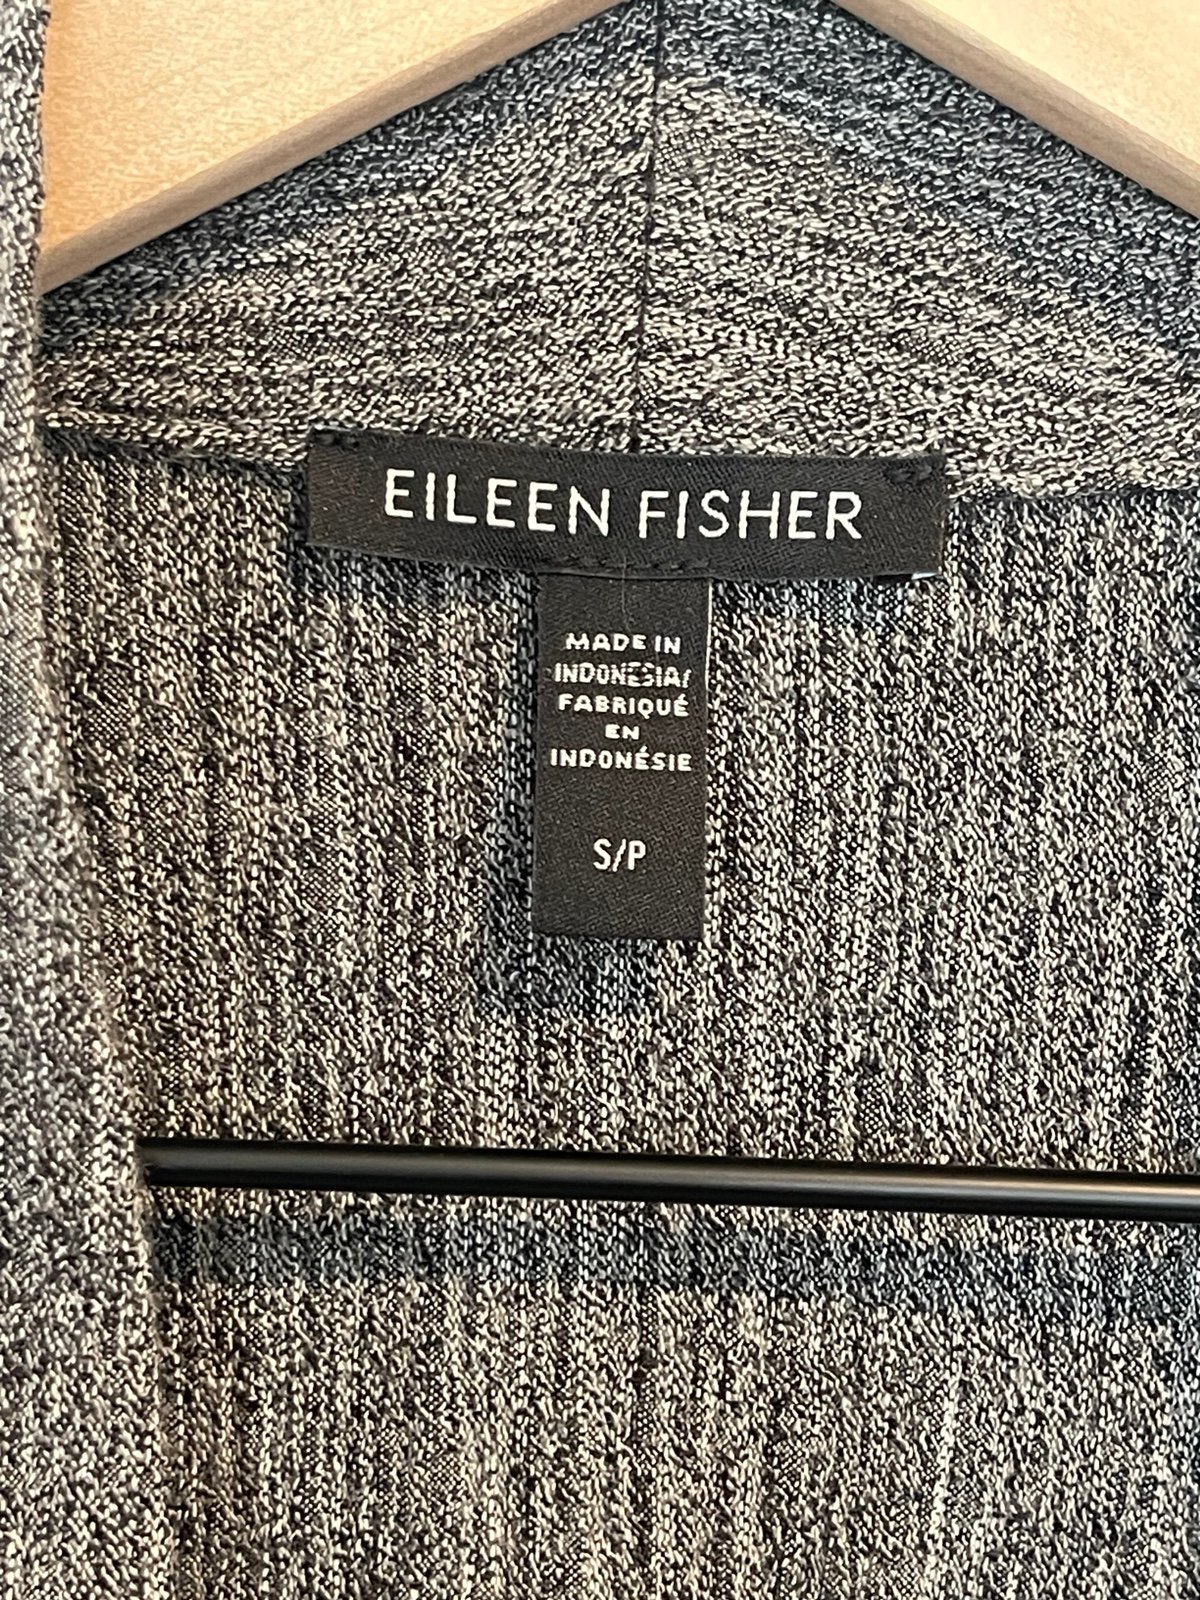 EILEEN FISHER
MADE IN
INDONESIA/
FABRIQUÉ
EN
INDONÉSIE
S/P